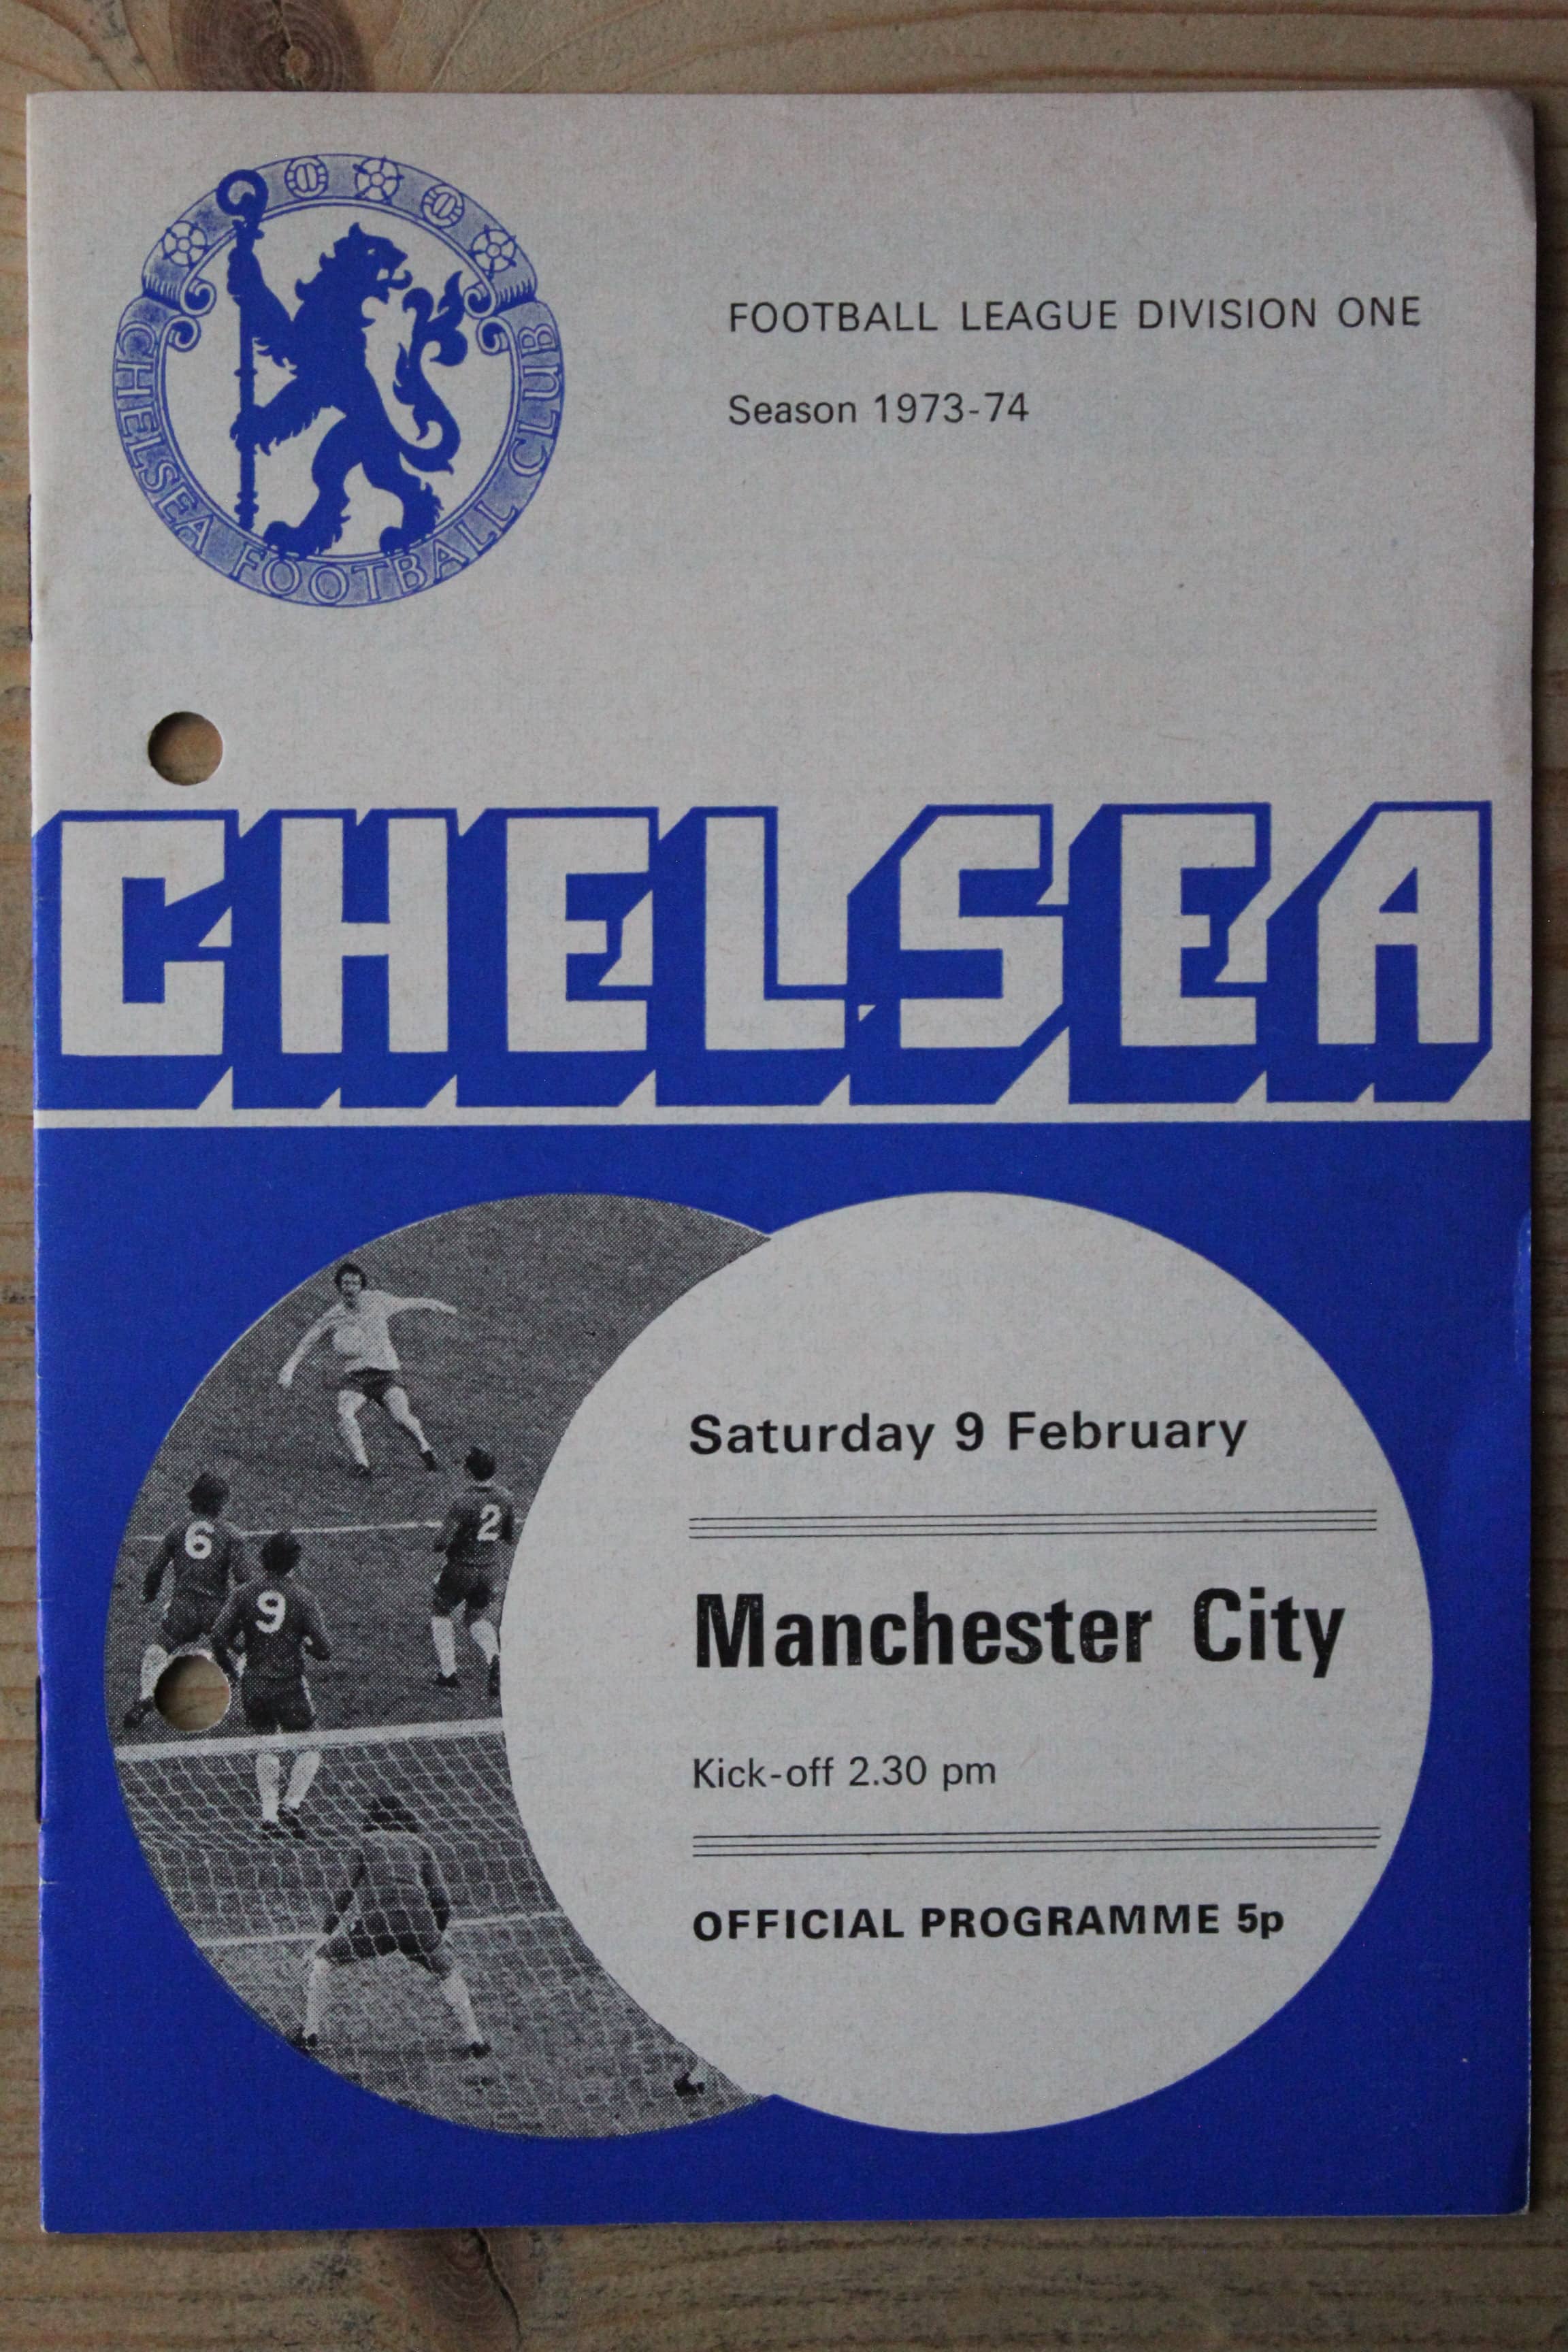 CHELSEA FOOTBALL CLUB
FOOTBALL LEAGUE DIVISION ONE
Season 1973-74
CHELSEA
6
9
2
Saturday 9 February
Manchester City
Kick-off 2.30 pm
OFFICIAL PROGRAMME 5p